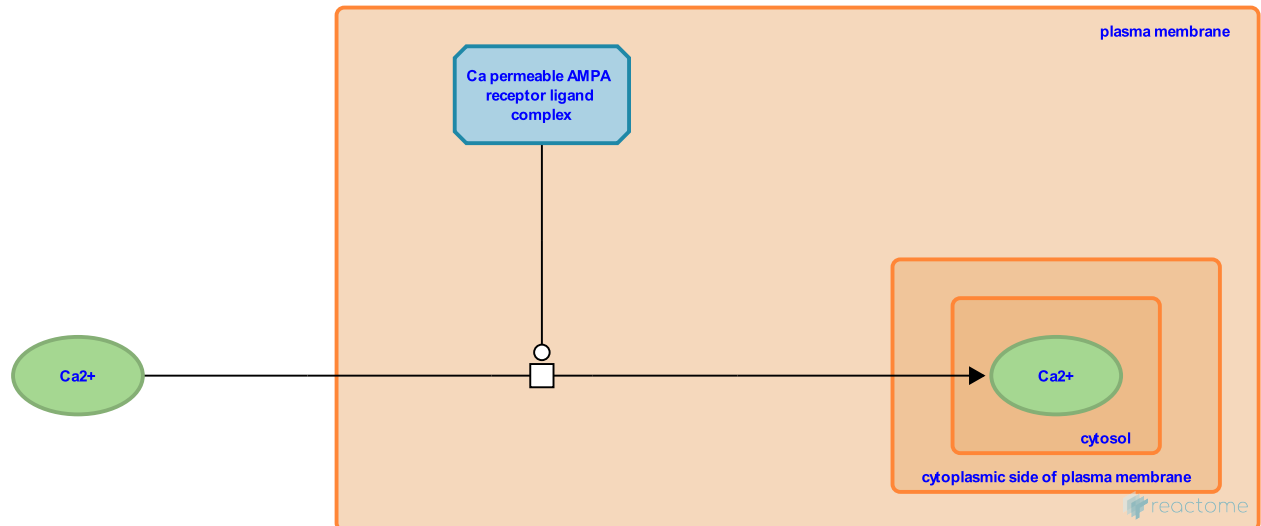 plasma membrane
Ca permeable AMPA
receptor ligand
complex
Ca2+
Ca2+
cytosol
cytoplasmic side of plasma membrane
reactome